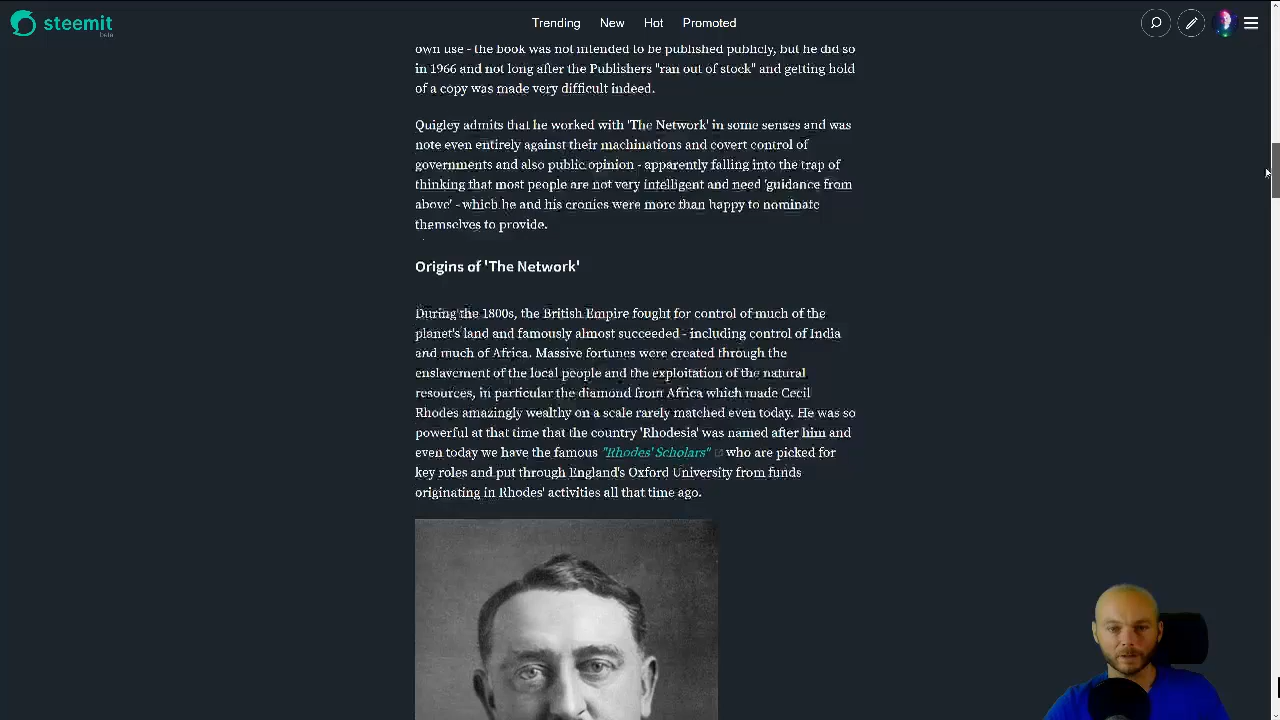 steemit
beta
Trending New Hot Promoted
own use - the book was not intended to be published publicly, but he did so
in 1966 and not long after the Publishers "ran out of stock" and getting hold
of a copy was made very difficult indeed.
Quigley admits that he worked with 'The Network' in some senses and was
note even entirely against their machinations and covert control of
governments and also public opinion - apparently falling into the trap of
thinking that most people are not very intelligent and need 'guidance from
above' - which he and his cronies were more than happy to nominate
themselves to provide.
Origins of 'The Network'
During the 1800s, the British Empire fought for control of much of the
planet's land and famously almost succeeded - including control of India
and much of Africa. Massive fortunes were created through the
enslavement of the local people and the exploitation of the natural
resources, in particular the diamond from Africa which made Cecil
Rhodes amazingly wealthy on a scale rarely matched even today. He was so
powerful at that time that the country 'Rhodesia' was named after him and
even today we have the famous "Rhodes' Scholars" who are picked for
key roles and put through England's Oxford University from funds
originating in Rhodes' activities all that time ago.